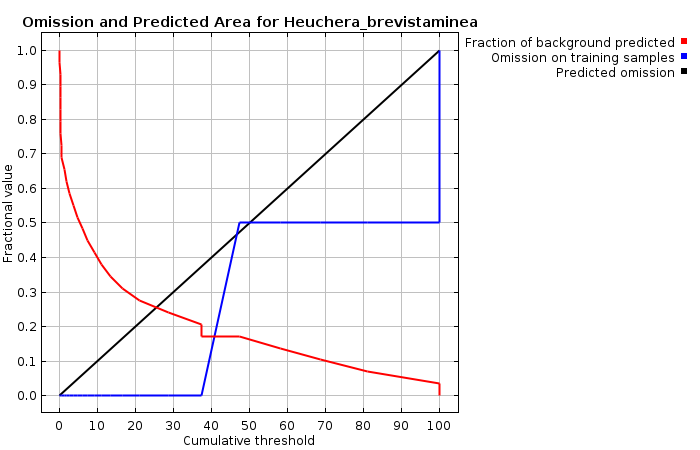 Omission and Predicted Area for Heuchera_brevistaminea
Fraction of background predicted
Omission on training samples
Predicted omission
Fractional value
1.0
0.9
0.8
0.7
0.6
0.5
0.4
0.3
0.2
0.1
0.0
0 10 20 30 40 50 60 70 80 90 100
Cumulative threshold